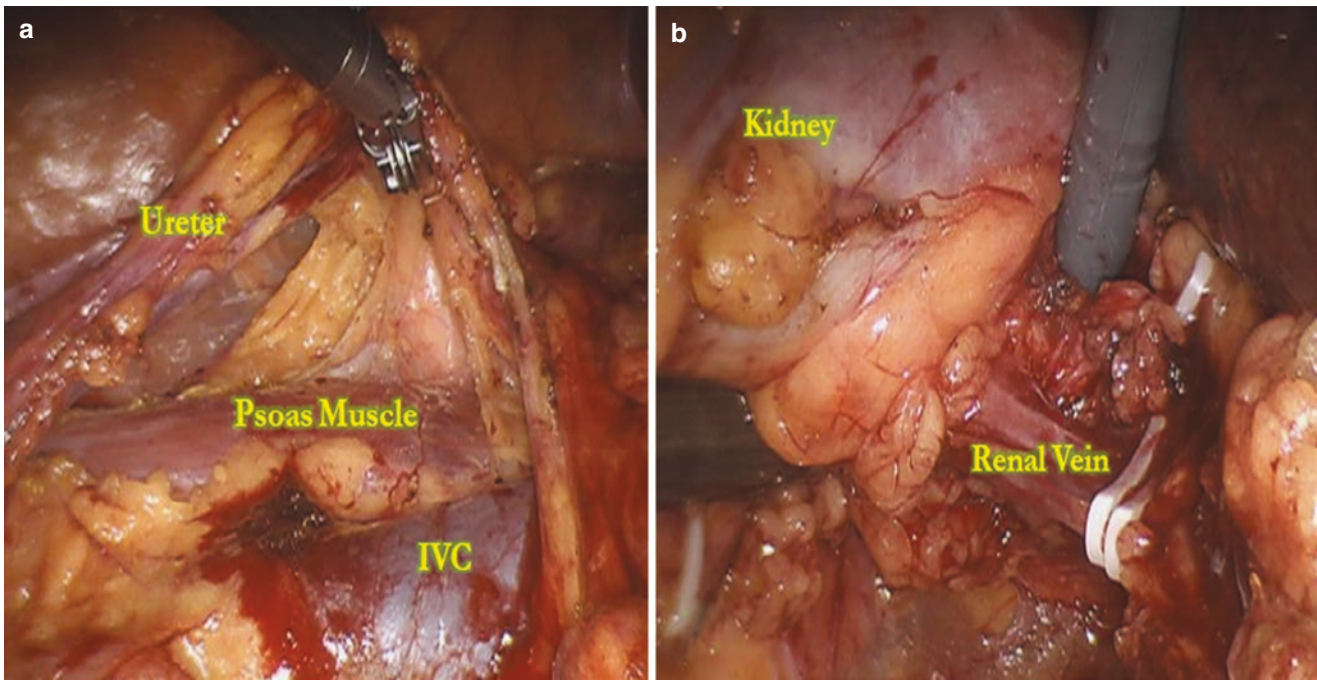 a
Ureter
Psoas Muscle
IVC
b
Kidney
Renal Vein